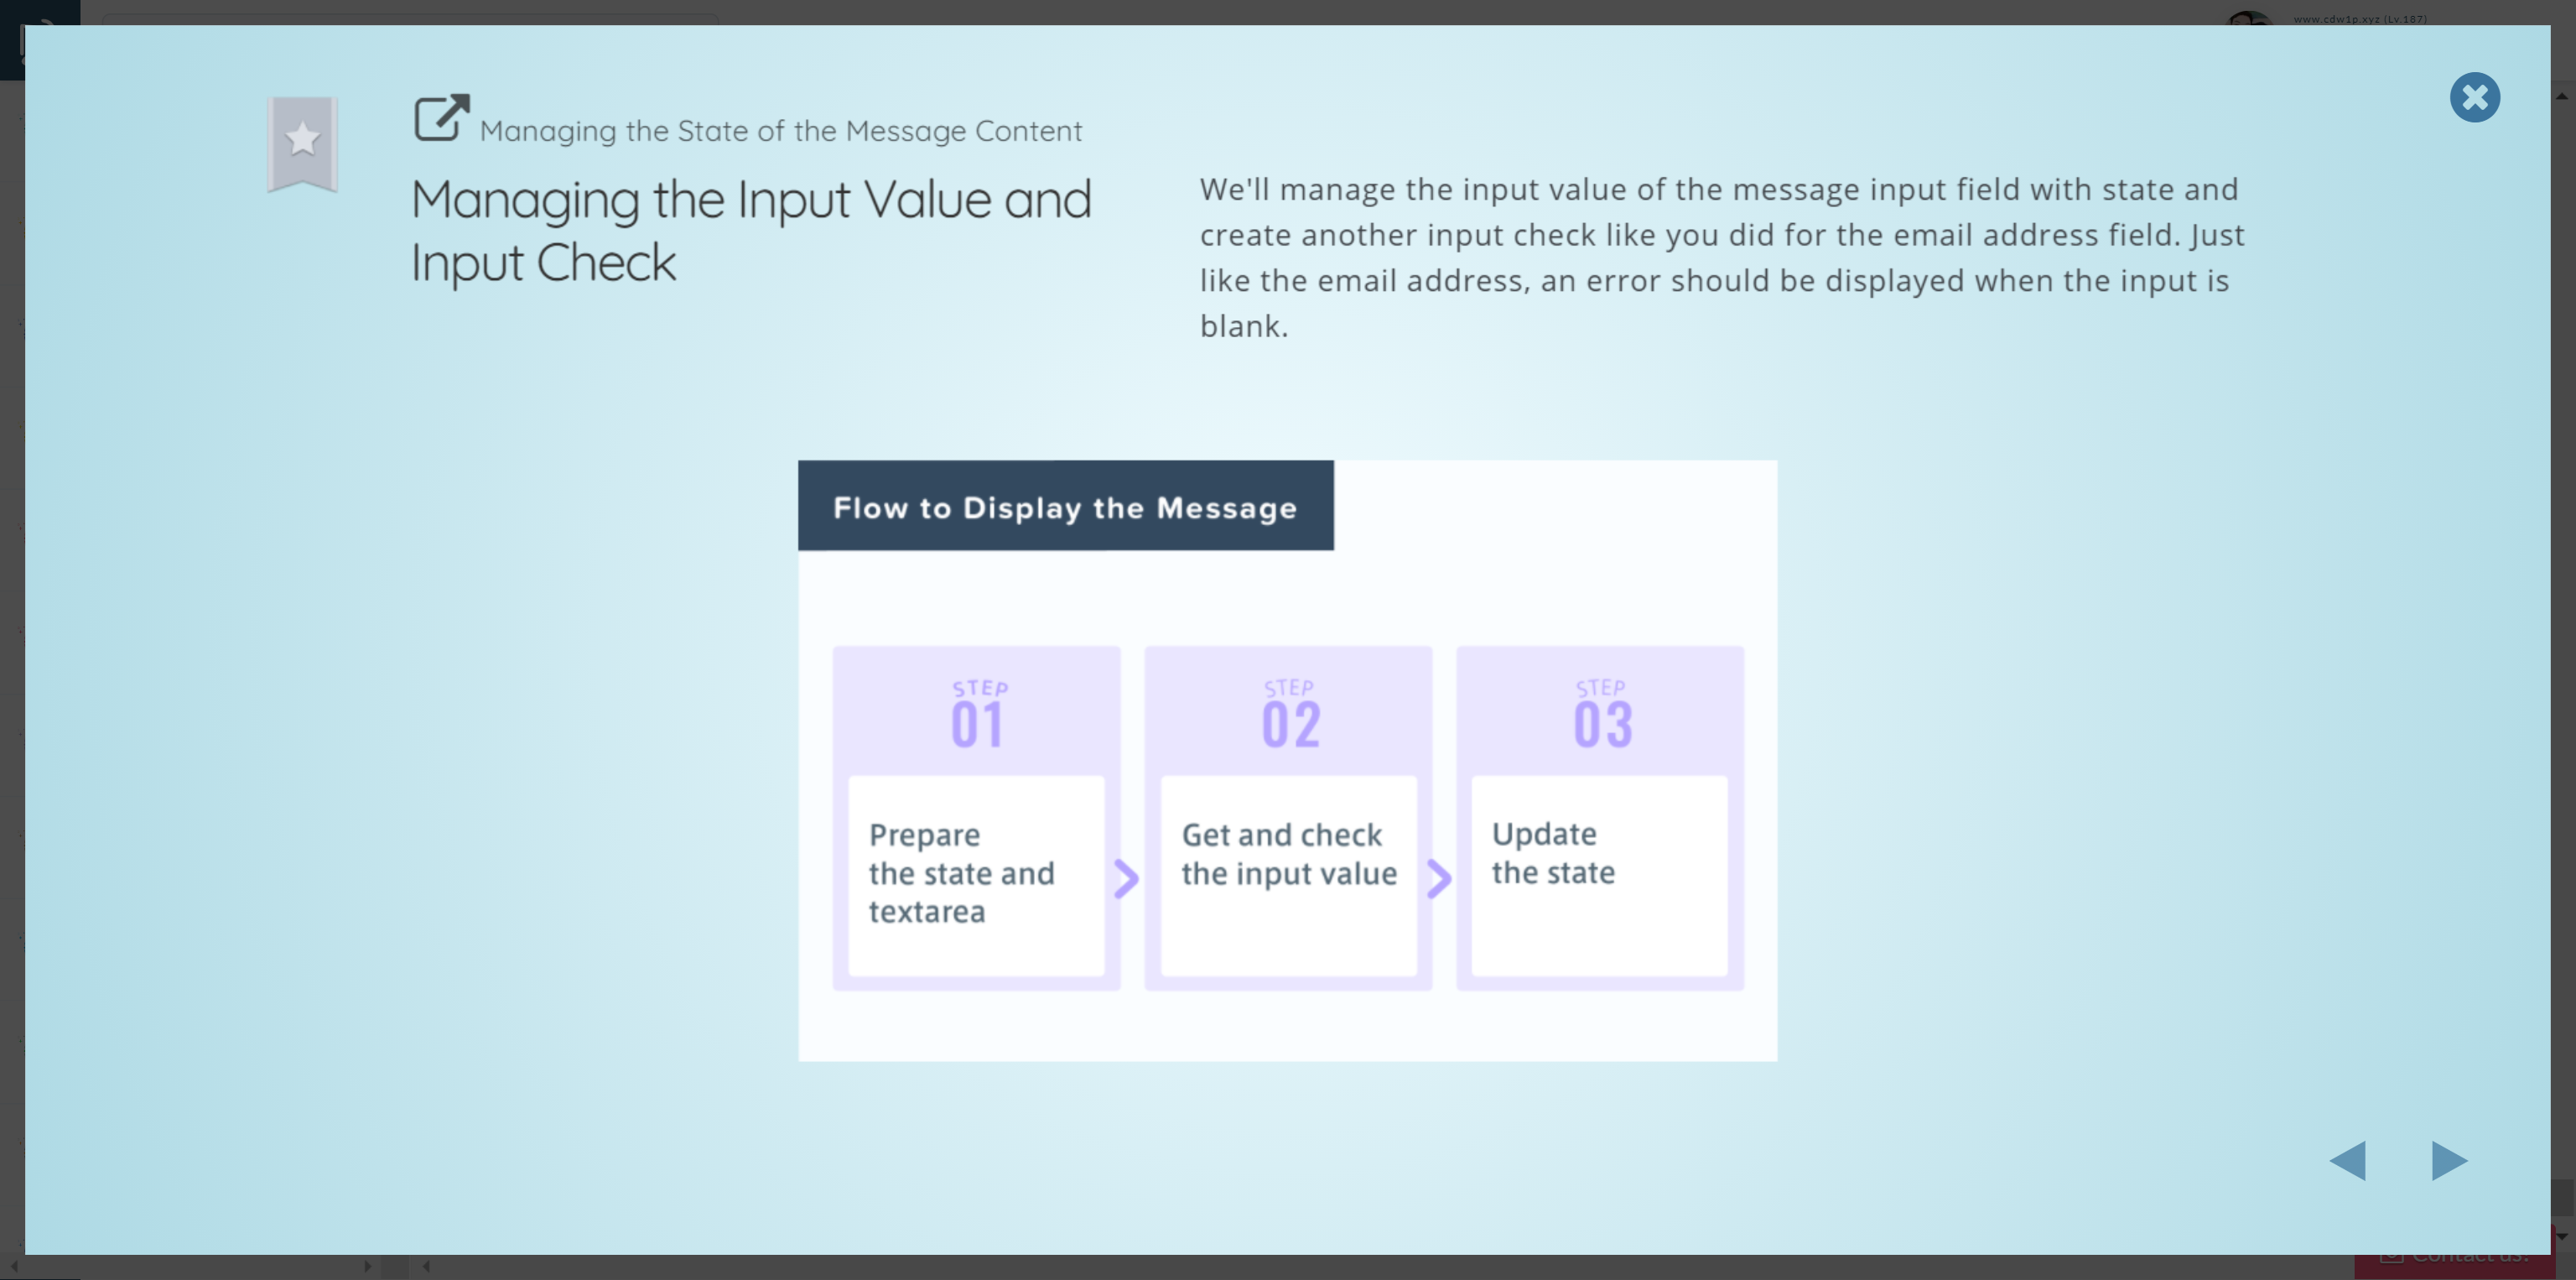 www.cdw1p.xyz (Lv.187)
Managing the State of the Message Content
Managing the Input Value and
Input Check
We'll manage the input value of the message input field with state and
create another input check like you did for the email address field. Just
like the email address, an error should be displayed when the input is
blank.
Flow to Display the Message
STEP
01
Prepare
the state and
textarea
STEP
02
Get and check
the input value
STEP
03
Update
the state
Contact us!